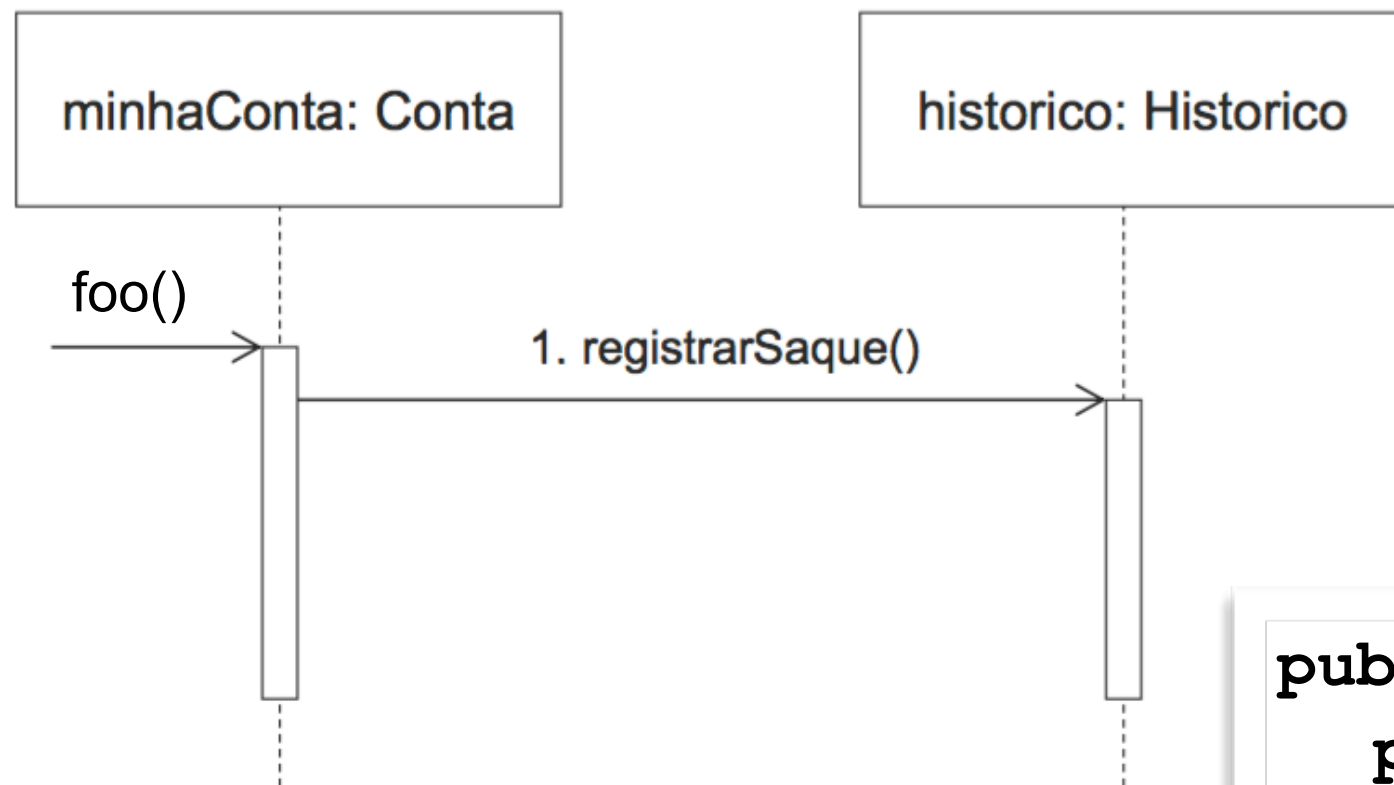 minhaConta: Conta
historico: Historico
foo()
1. registrarSaque()
pub
p